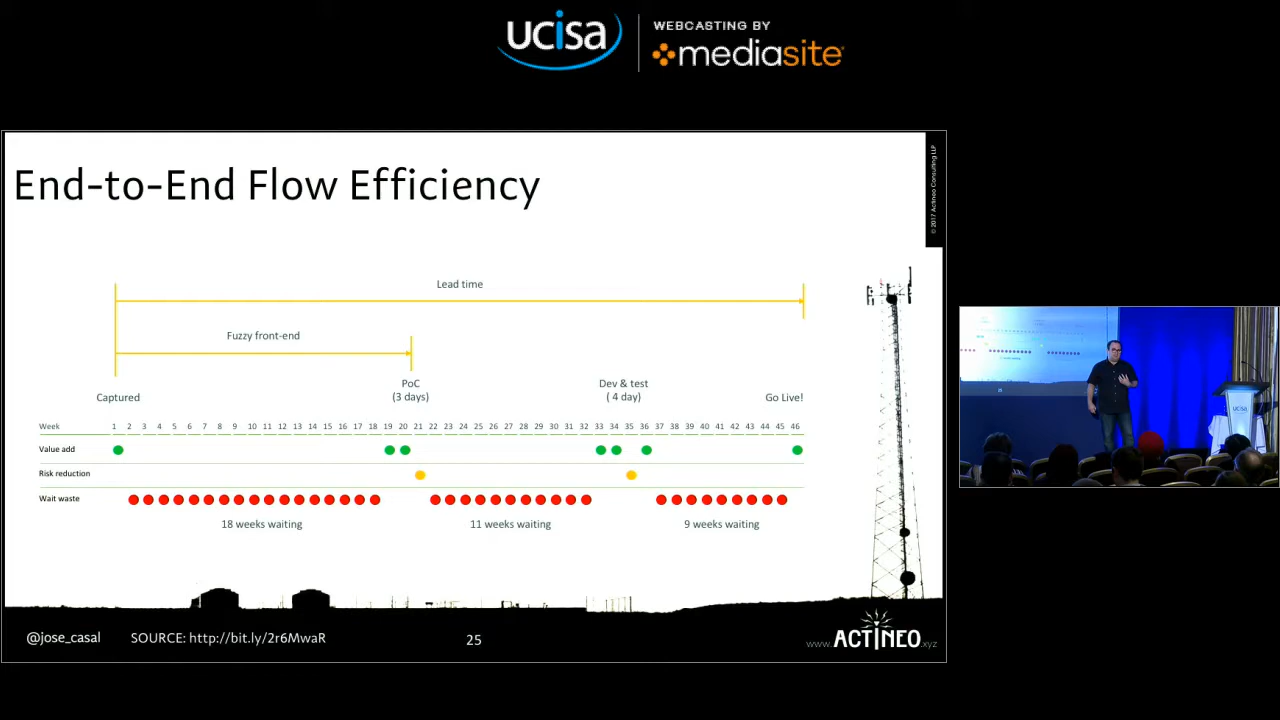 ucisa
WEBCASTING BY
mediasite
© 2017 Actineo Consulting LLP
End-to-End Flow Efficiency
Lead time
Fuzzy front-end
Captured
PoC
(3 days)
Dev & test
( 4 day)
Go Live!
Week 1 2 3 4 5 6 7 8 9 10 11 12 13 14 15 16 17 18 19 20 21 22 23 24 25 26 27 28 29 30 31 32 33 34 35 36 37 38 39 40 41 42 43 44 45 46
Value add
Risk reduction
Wait waste
18 weeks waiting
11 weeks waiting
9 weeks waiting
@jose_casal
SOURCE: http://bit.ly/2r6MwaR
25
www.ACTINEO.xyz
ucisa